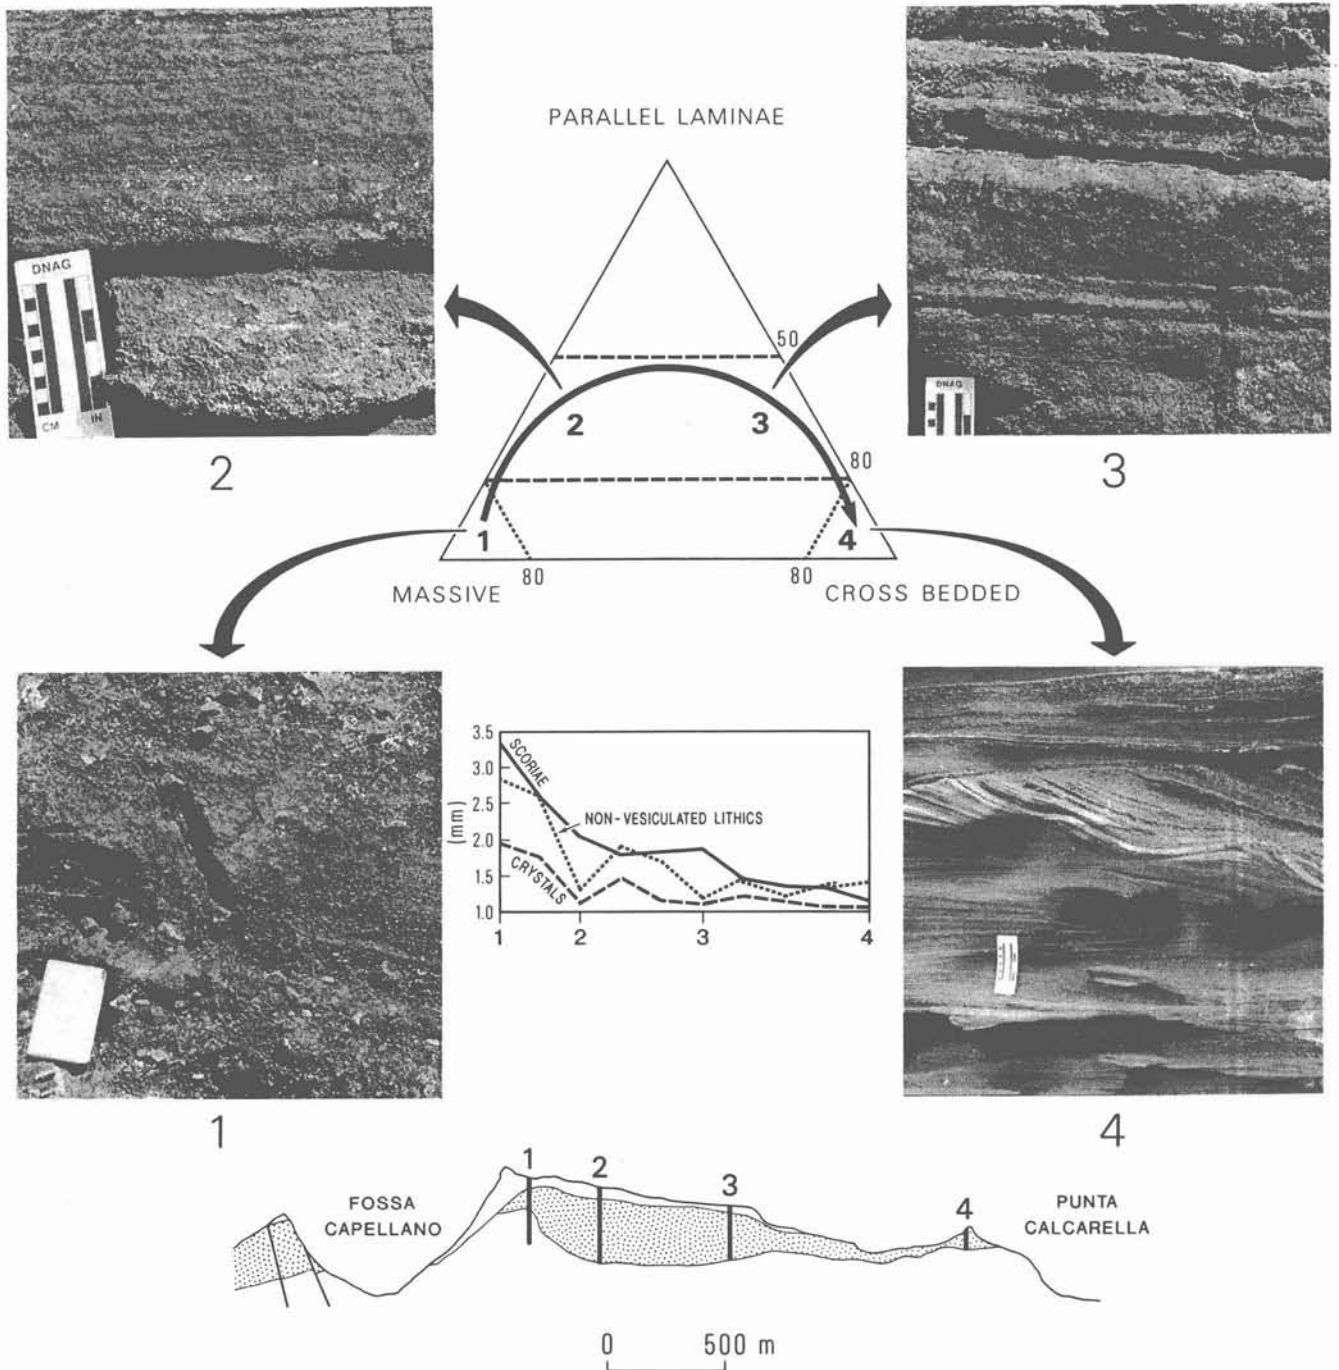 PARALLEL LAMINAE
DNAG
CM IN
2
DNAG
3
50
2
3
80
80
1
4
80
MASSIVE
CROSS BEDDED
1
3.5
3.0
2.5
2.0
1.5
1.0
(mm)
SCORIAE
NON-VESICULATED LITHICS
CRYSTALS
1 2 3 4
4
1
2
3
4
FOSSA
CAPELLANO
PUNTA
CALCARELLA
0 500 m